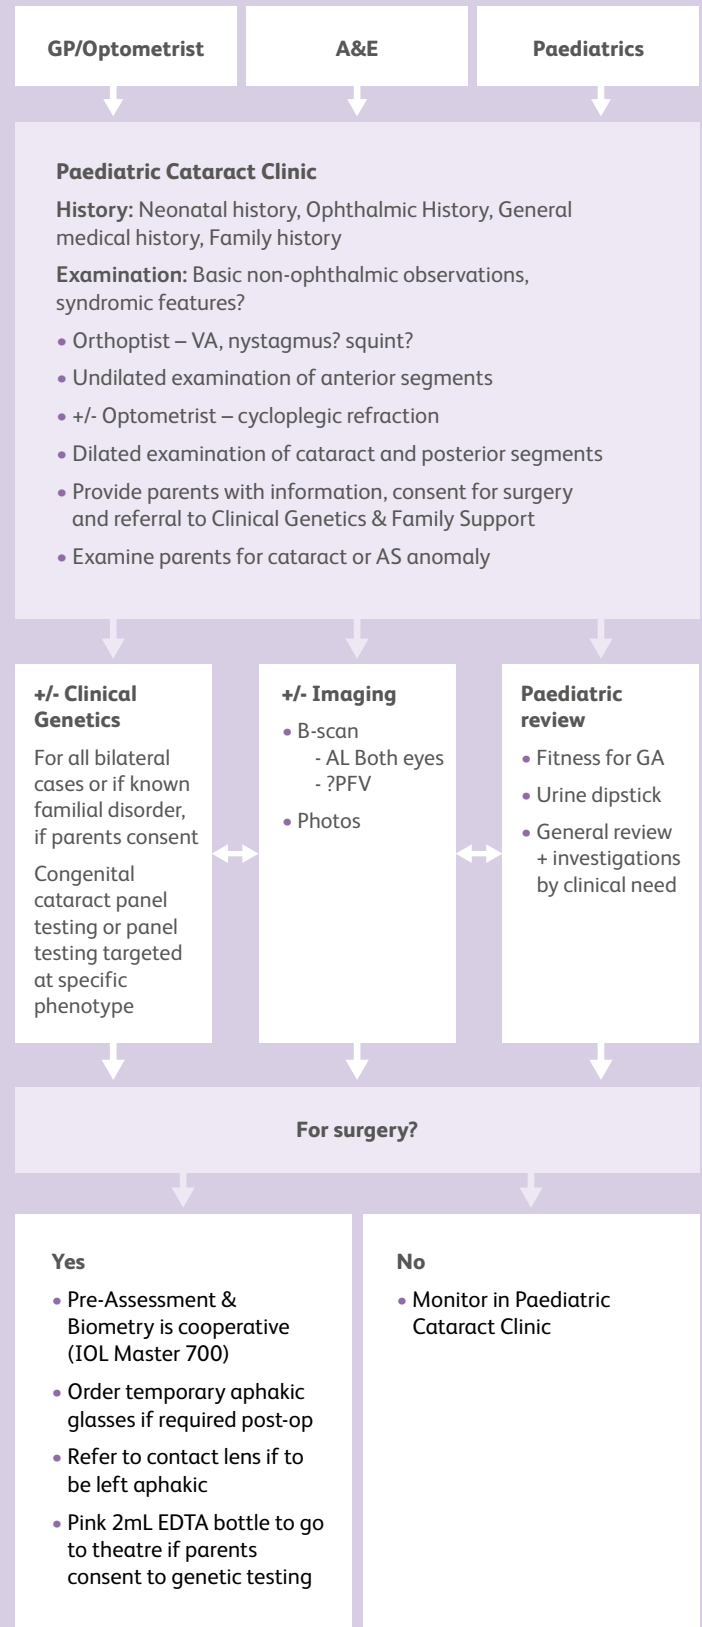 GP/Optometrist
A&E
Paediatrics
Paediatric Cataract Clinic
History: Neonatal history, Ophthalmic History, General
medical history, Family history
Examination: Basic non-ophthalmic observations,
syndromic features?
• Orthoptist – VA, nystagmus? squint?
• Undilated examination of anterior segments
• +/- Optometrist – cycloplegic refraction
• Dilated examination of cataract and posterior segments
• Provide parents with information, consent for surgery
and referral to Clinical Genetics & Family Support
• Examine parents for cataract or AS anomaly
+/- Clinical
Genetics
For all bilateral
cases or if known
familial disorder,
if parents consent
Congenital
cataract panel
testing or panel
testing targeted
at specific
phenotype
+/- Imaging
• B-scan
- AL Both eyes
- ?PFV
• Photos
Paediatric
review
• Fitness for GA
• Urine dipstick
• General review
+ investigations
by clinical need
For surgery?
Yes
• Pre-Assessment &
Biometry is cooperative
(IOL Master 700)
• Order temporary aphakic
glasses if required post-op
• Refer to contact lens if to
be left aphakic
• Pink 2mL EDTA bottle to go
to theatre if parents
consent to genetic testing
No
• Monitor in Paediatric
Cataract Clinic